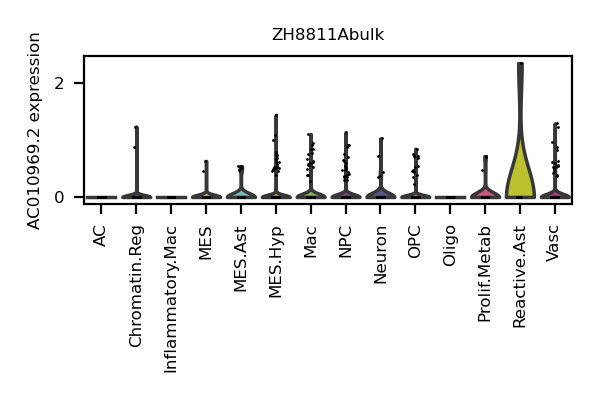 ZH8811Abulk
AC010969.2 expression
2
0
AC
Chromatin.Reg
Inflammatory.Mac
MES
MES.Ast
MES.Hyp
Mac
NPC
Neuron
OPC
Oligo
Prolif.Metab
Reactive.Ast
Vasc